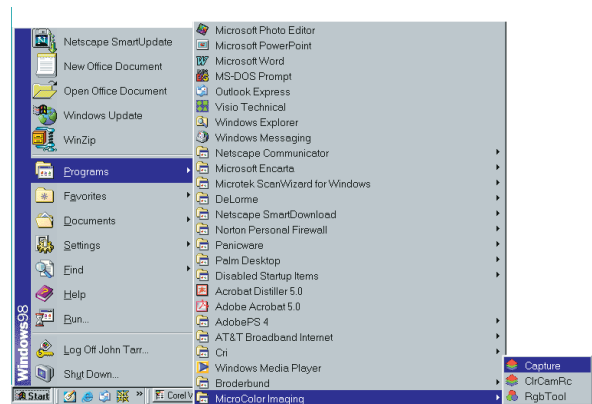 Netscape SmartUpdate
New Office Document
Open Office Document
Windows Update
WinZip
Programs
Favorites
Documents
Settings
Find
Help
Run...
Log Off John Tarr...
Shut Down...
Windows98
Start
»
Corel V
Microsoft Photo Editor
Microsoft PowerPoint
Microsoft Word
MS-DOS Prompt
Outlook Express
Visio Technical
Windows Explorer
Windows Messaging
Netscape Communicator
Microsoft Encarta
Microtek ScanWizard for Windows
DeLorme
Netscape SmartDownload
Norton Personal Firewall
Panicware
Palm Desktop
Disabled Startup Items
Acrobat Distiller 5.0
Adobe Acrobat 5.0
AdobePS 4
AT&T Broadband Internet
Cri
Windows Media Player
Broderbund
MicroColor Imaging
Capture
ClrCamRc
RgbTool